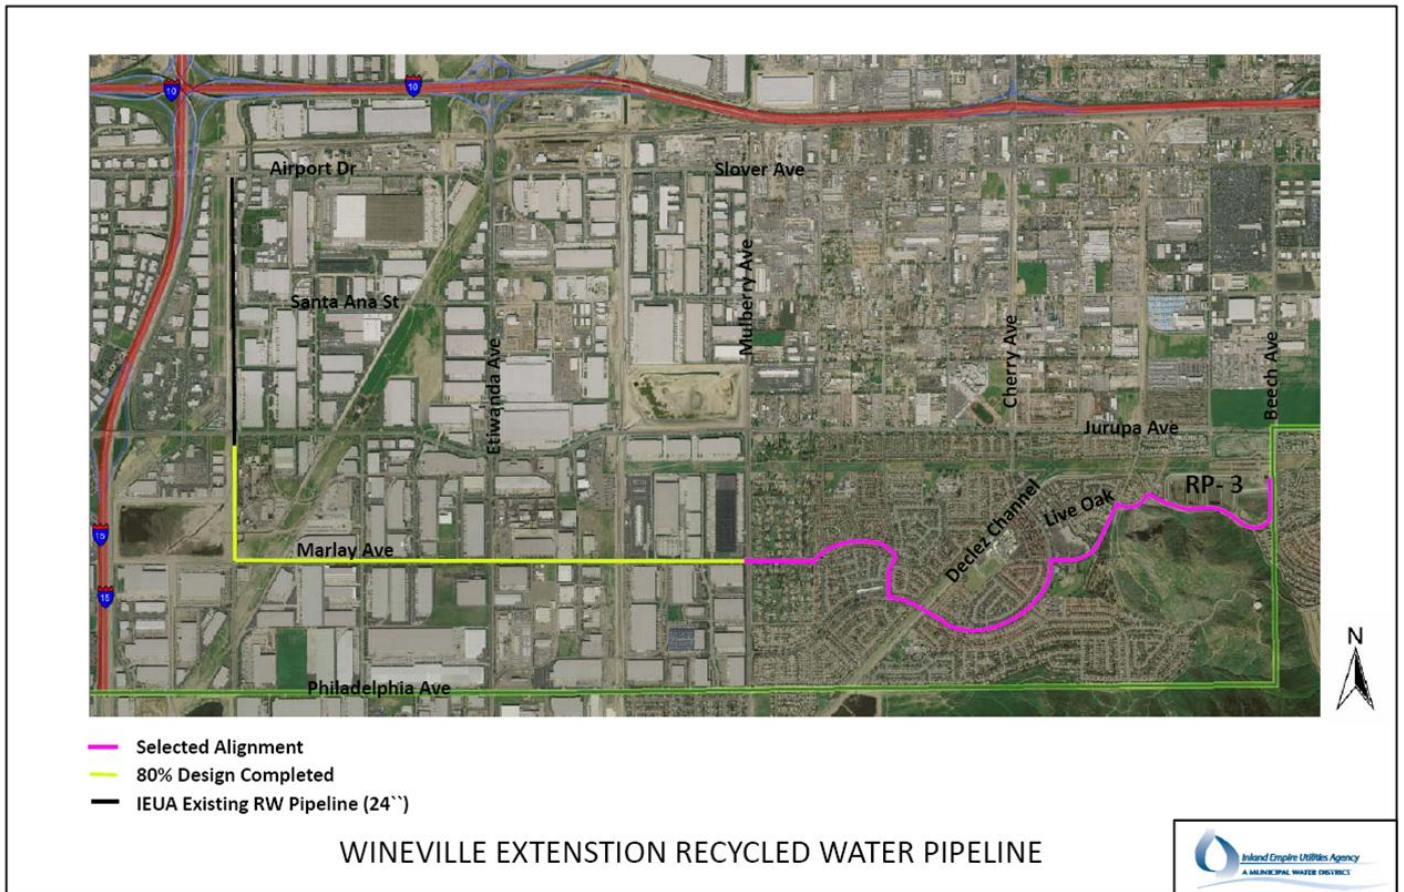 10
10
Airport Dr
Slover Ave
Mulberry Ave
Santa Ana St
Etiwanda Ave
Cherry Ave
Beech Ave
Jurupa Ave
RP- 3
Live Oak
Declez Channel
15
Marlay Ave
15
Philadelphia Ave
N
Selected Alignment
80% Design Completed
IEUA Existing RW Pipeline (24``)
WINEVILLE EXTENSTION RECYCLED WATER PIPELINE
Inland Empire Utilities Agency
A MUNICIPAL WATER DISTRICT